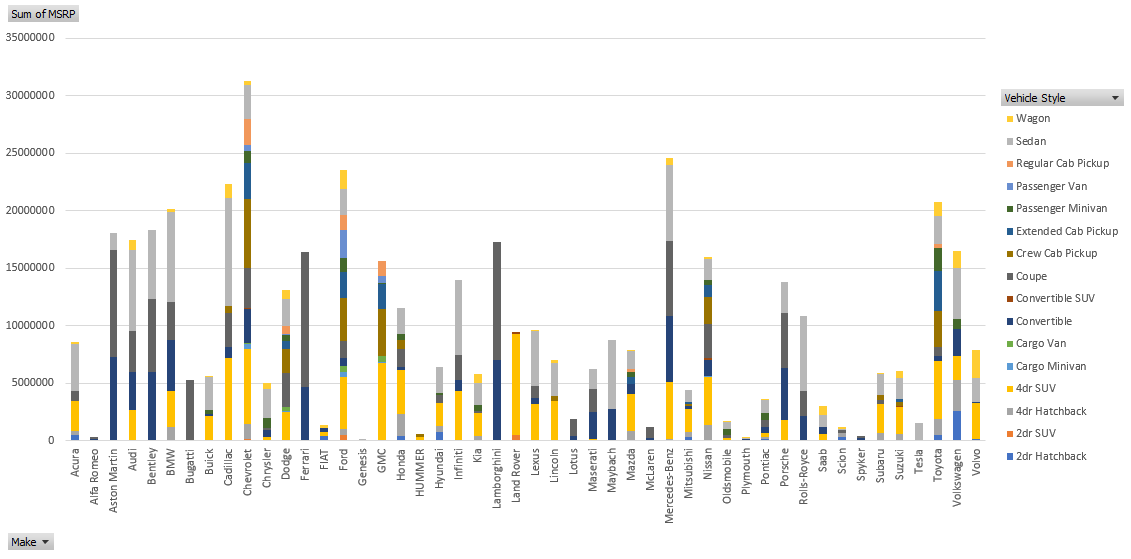 Sum of MSRP
35000000
30000000
25000000
20000000
15000000
10000000
5000000
0
Acura
Alfa Romeo
Aston Martin
Audi
Bentley
BMW
Bugatti
Buick
Cadillac
Chevrolet
Chrysler
Dodge
Ferrari
FIAT
Ford
Genesis
GMC
Honda
HUMMER
Hyundai
Infiniti
Kia
Lamborghini
Land Rover
Lexus
Lincoln
Lotus
Maserati
Maybach
Mazda
McLaren
Mercedes-Benz
Mitsubishi
Nissan
Oldsmobile
Plymouth
Pontiac
Porsche
Rolls-Royce
Saab
Scion
Spyker
Subaru
Suzuki
Tesla
Toyota
Volkswagen
Volvo
Vehicle Style
Wagon
Sedan
Regular Cab Pickup
Passenger Van
Passenger Minivan
Extended Cab Pickup
Crew Cab Pickup
Coupe
Convertible SUV
Convertible
Cargo Van
Cargo Minivan
4dr SUV
4dr Hatchback
2dr SUV
2dr Hatchback
Make